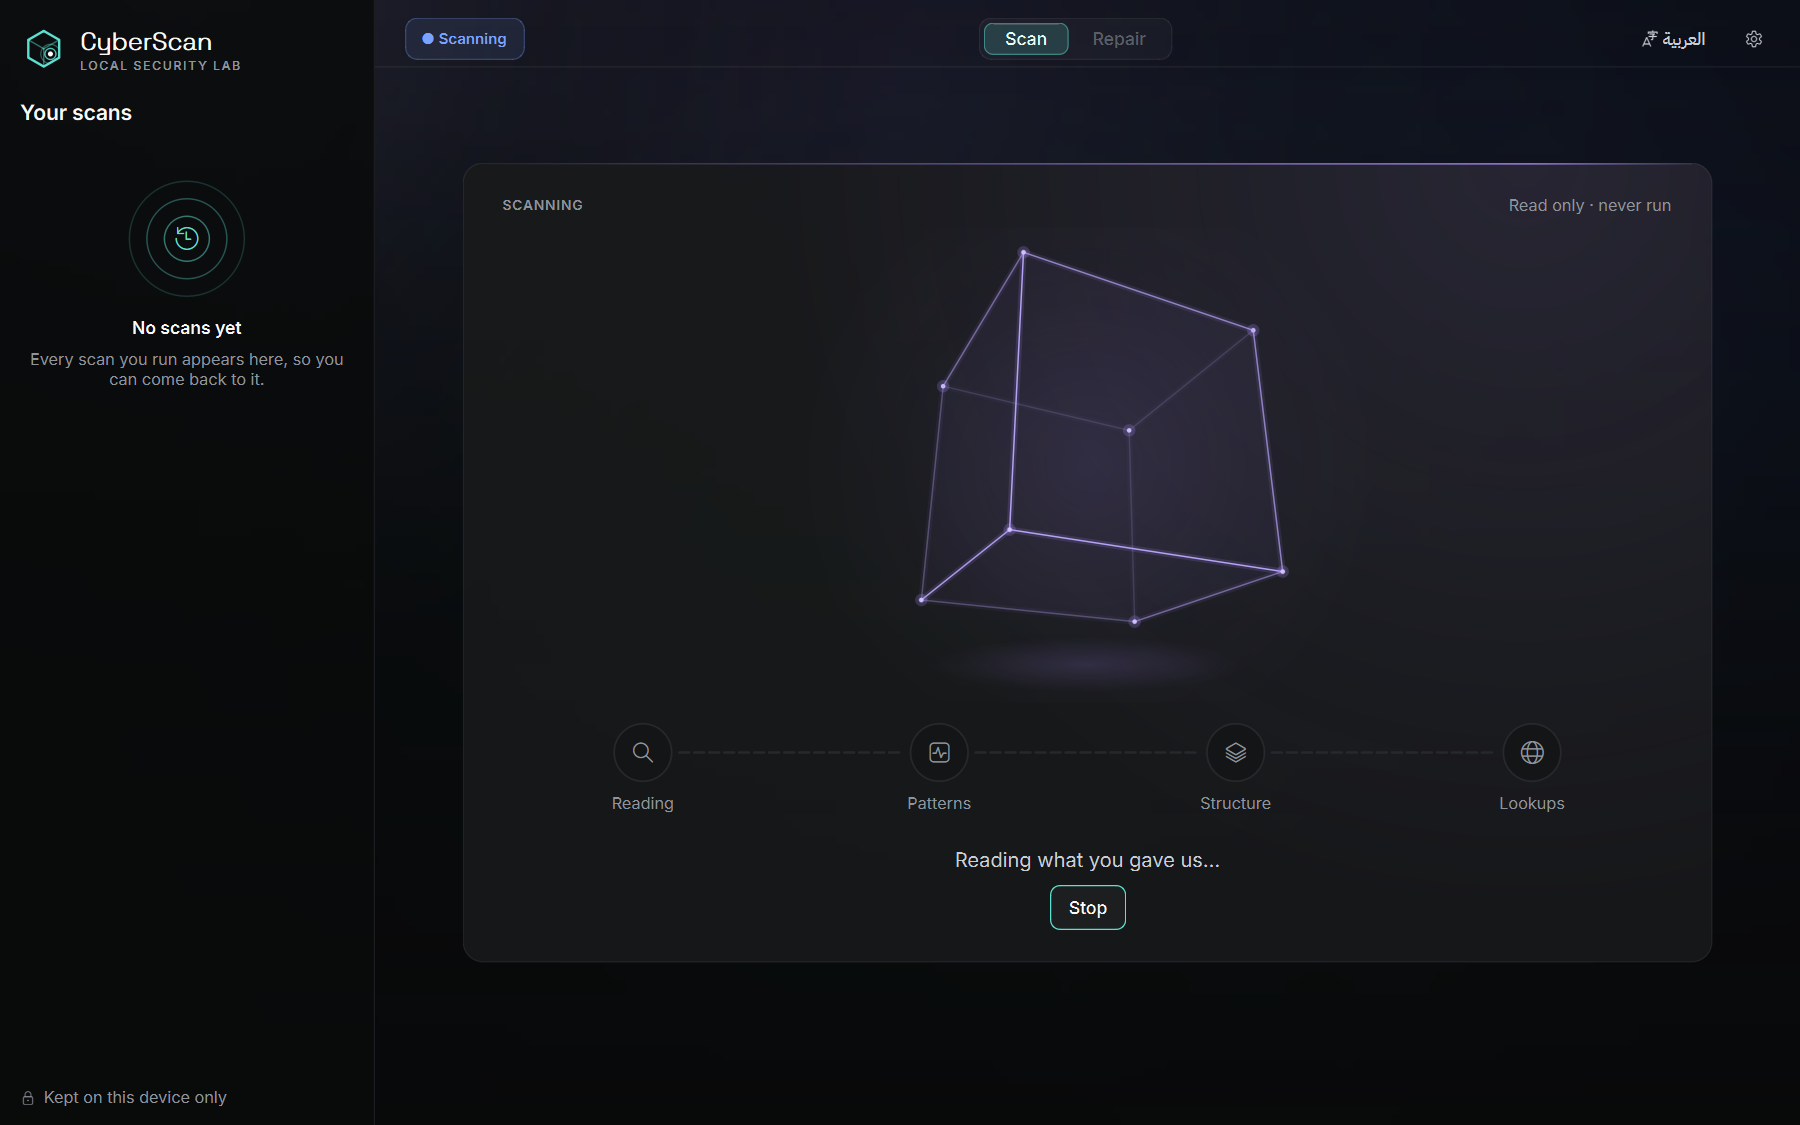 CyberScan
LOCAL SECURITY LAB
Your scans
No scans yet
Every scan you run appears here, so you
can come back to it.
Kept on this device only
Scanning
Scan
Repair
العربية
SCANNING
Read only · never run
Reading
Patterns
Structure
Lookups
Reading what you gave us...
Stop